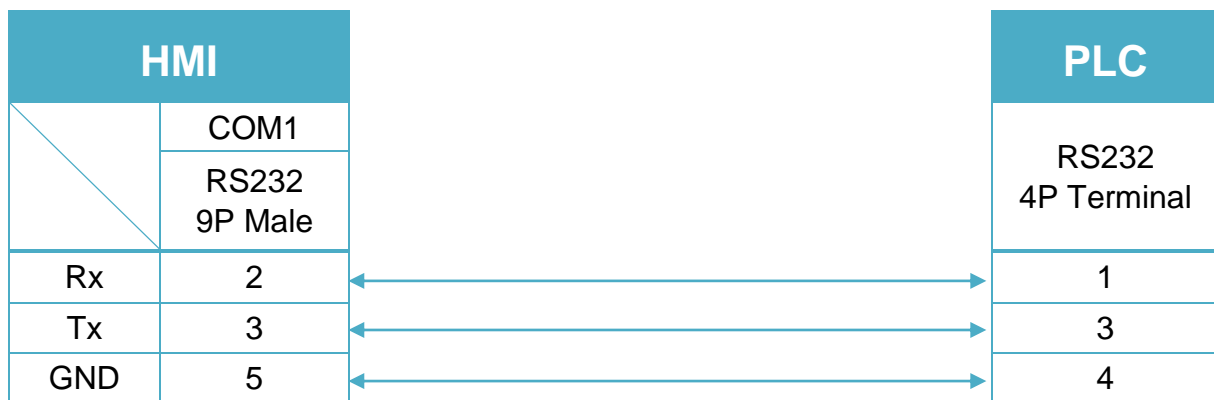 HMI PLC
COM1
RS232
9P Male
RS232
4P Terminal
Rx 2 1
Tx 3 3
GND 5 4